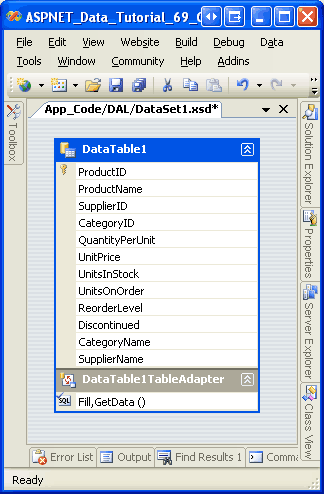 ASPNET_Data_Tutorial_69_
File Edit View Website Build Debug Data
Tools Window Community Help Addins
App_Code/DAL/DataSet1.xsd*
Toolbox
DataTable1
ProductID
ProductName
SupplierID
CategoryID
QuantityPerUnit
UnitPrice
UnitsInStock
UnitsOnOrder
ReorderLevel
Discontinued
CategoryName
SupplierName
DataTable1TableAdapter
SQL Fill,GetData ()
Solution Explorer
Properties
Server Explorer
Class View
Error List Output Find Results 1 Comma
Ready